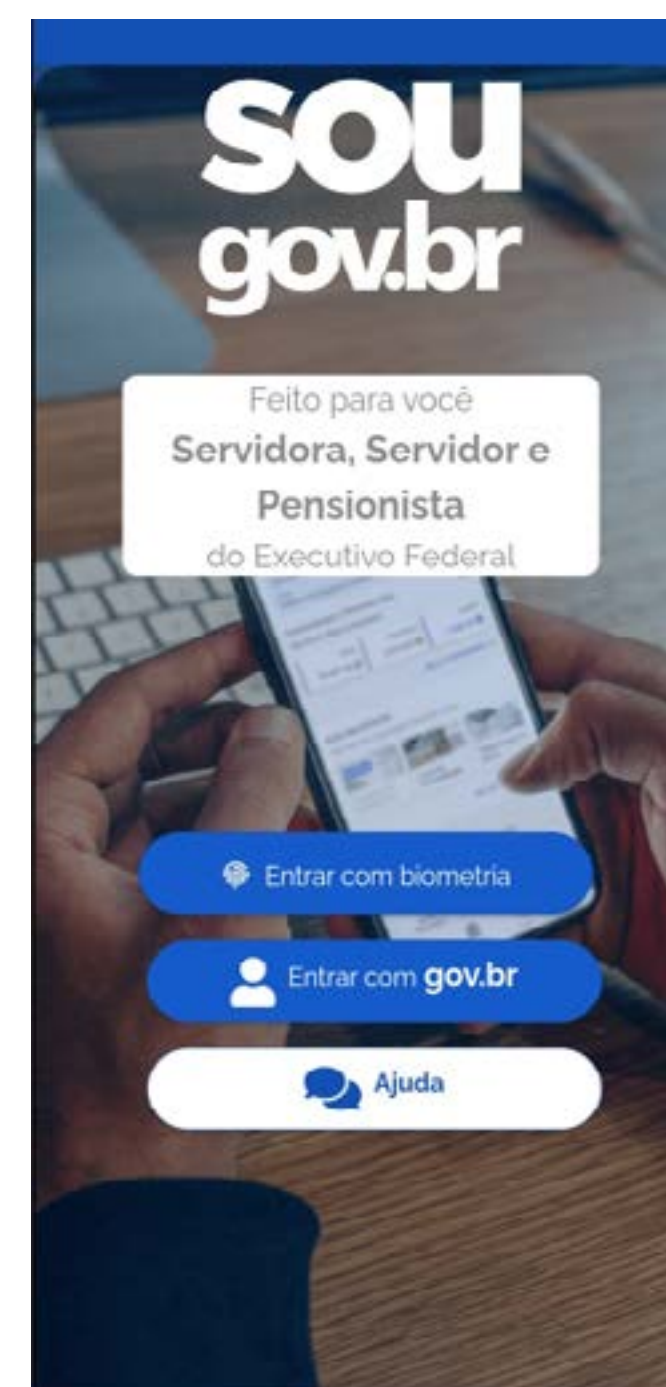 sou
gov.br
Feito para você
Servidora, Servidor e
Pensionista
do Executivo Federal
Entrar com biometria
Entrar com gov.br
Ajuda